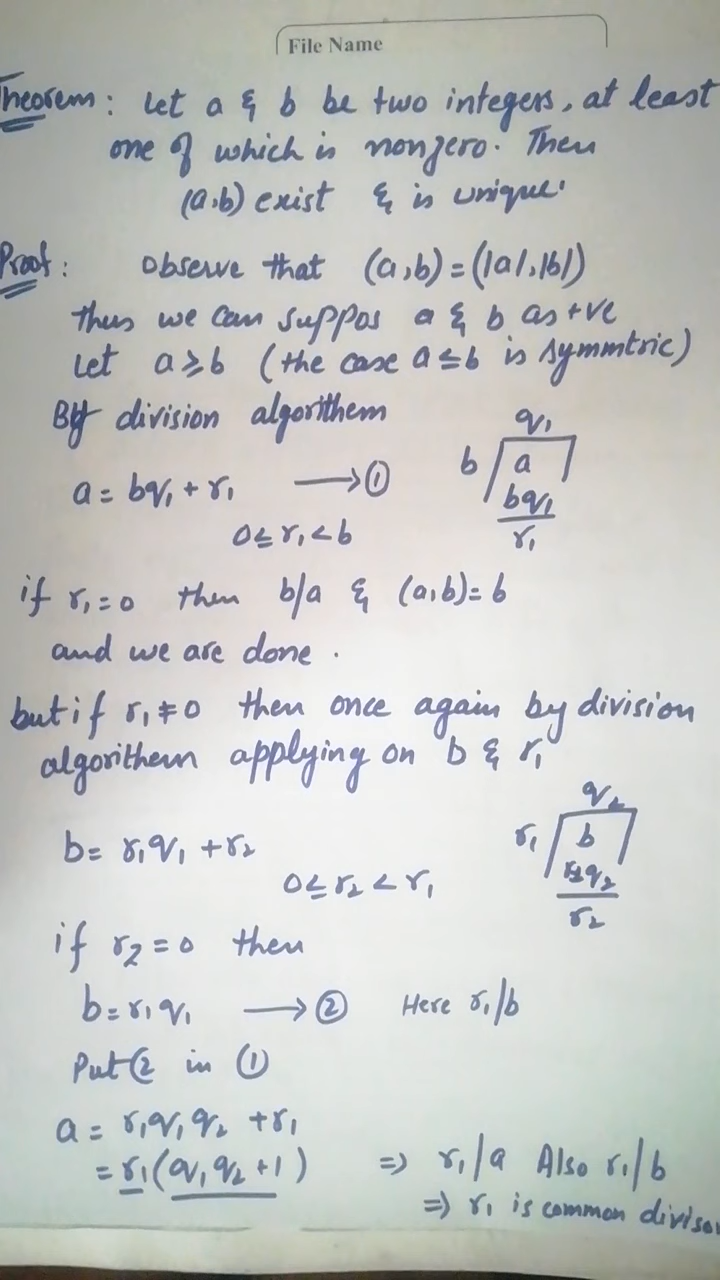 File Name
Theorem: Let a & b be two integers, at least
one of which is nonzero. Then
(a,b) exist & is unique.
Proof: Observe that (a,b) = (|a|,|b|)
thus we can suppos a & b as +ve
Let a ≥ b (the case a ≤ b is symmtric)
By division algorithem
a = bq₁ + r₁ ⟶ ①
0 ≤ r₁ < b
q₁
b a
bq₁
r₁
if r₁ = 0 then b/a & (a,b) = b
and we are done.
but if r₁ ≠ 0 then once again by division
algorithem applying on b & r₁
b = r₁q₁ + r₂
0 ≤ r₂ < r₁
q₂
r₁ b
r₁q₂
r₂
if r₂ = 0 then
b = r₁q₁ ⟶ ② Here r₁/b
Put ② in ①
a = r₁q₁q₂ + r₁
= r₁(q₁q₂ + 1) ⇒ r₁/a Also r₁/b
⇒ r₁ is common divisor